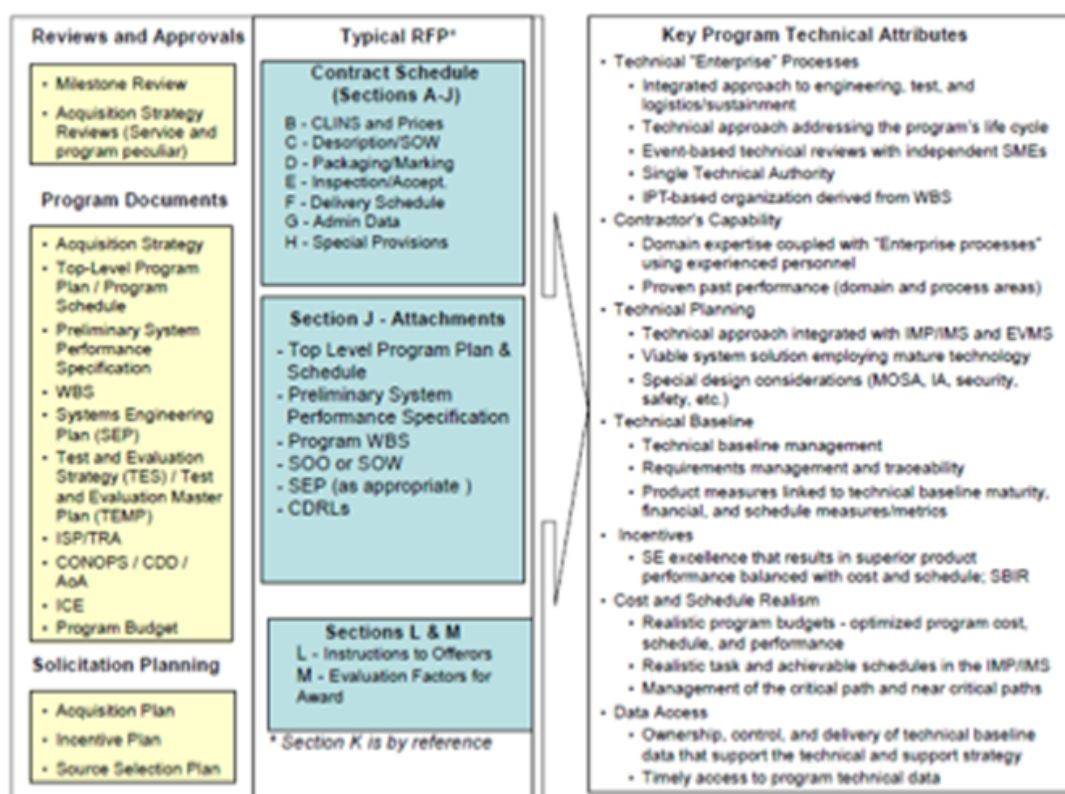 Reviews and Approvals
• Milestone Review
• Acquisition Strategy
Reviews (Service and
program peculiar)
Program Documents
• Acquisition Strategy
• Top-Level Program
Plan / Program
Schedule
• Preliminary System
Performance
Specification
• WBS
• Systems Engineering
Plan (SEP)
• Test and Evaluation
Strategy (TES) / Test
and Evaluation Master
Plan (TEMP)
• ISP/TRA
• CONOPS / CDD /
AoA
• ICE
• Program Budget
Solicitation Planning
• Acquisition Plan
• Incentive Plan
• Source Selection Plan
Typical RFP*
Contract Schedule
(Sections A-J)
B - CLINS and Prices
C - Description/SOW
D - Packaging/Marking
E - Inspection/Accept.
F - Delivery Schedule
G - Admin Data
H - Special Provisions
Section J - Attachments
- Top Level Program Plan &
Schedule
- Preliminary System
Performance Specification
- Program WBS
- SOO or SOW
- SEP (as appropriate )
- CDRLs
Sections L & M
L - Instructions to Offerors
M - Evaluation Factors for
Award
* Section K is by reference
Key Program Technical Attributes
• Technical "Enterprise" Processes
• Integrated approach to engineering, test, and
logistics/sustainment
• Technical approach addressing the program's life cycle
• Event-based technical reviews with independent SMEs
• Single Technical Authority
• IPT-based organization derived from WBS
• Contractor's Capability
• Domain expertise coupled with "Enterprise processes"
using experienced personnel
• Proven past performance (domain and process areas)
• Technical Planning
• Technical approach integrated with IMP/IMS and EVMS
• Viable system solution employing mature technology
• Special design considerations (MOSA, IA, security,
safety, etc.)
• Technical Baseline
• Technical baseline management
• Requirements management and traceability
• Product measures linked to technical baseline maturity,
financial, and schedule measures/metrics
• Incentives
• SE excellence that results in superior product
performance balanced with cost and schedule; SBIR
• Cost and Schedule Realism
• Realistic program budgets - optimized program cost,
schedule, and performance
• Realistic task and achievable schedules in the IMP/IMS
• Management of the critical path and near critical paths
• Data Access
• Ownership, control, and delivery of technical baseline
data that support the technical and support strategy
• Timely access to program technical data